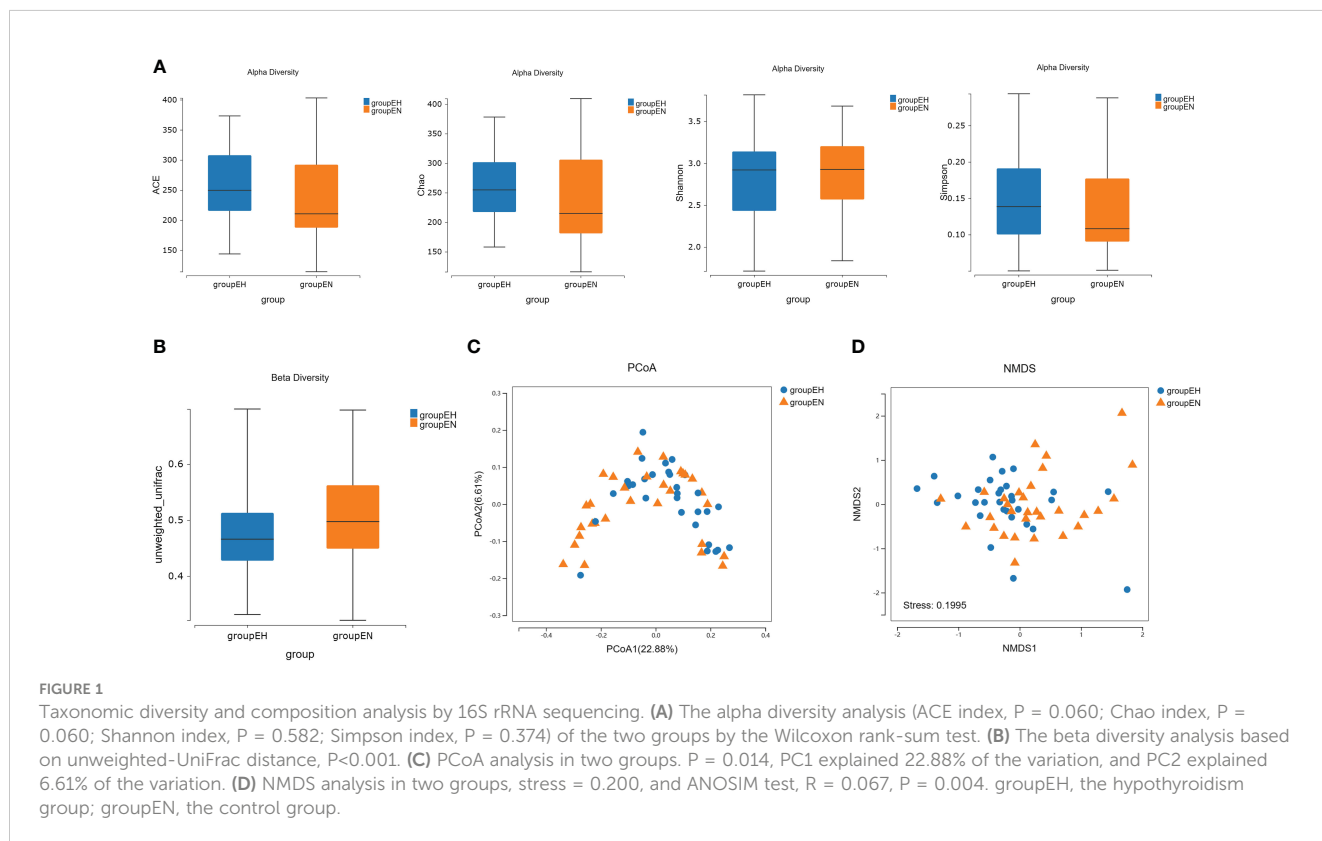 A
Alpha Diversity
groupEH
groupEN
ACE
400
350
300
250
200
150
groupEH
groupEN
group
Alpha Diversity
groupEH
groupEN
Chao
400
350
300
250
200
150
groupEH
groupEN
group
Alpha Diversity
groupEH
groupEN
Shannon
3.0
2.5
2.0
groupEH
groupEN
group
Alpha Diversity
groupEH
groupEN
Simpson
0.25
0.20
0.15
0.10
groupEH
groupEN
group
B
Beta Diversity
groupEH
groupEN
unweighted_unifrac
0.6
0.5
0.4
groupEH
groupEN
group
C
PCoA
groupEH
groupEN
PCoA2(6.61%)
0.3
0.2
0.1
0.0
-0.1
-0.2
-0.3
-0.4
-0.2
0.0
0.2
0.4
PCoA1(22.88%)
D
NMDS
groupEH
groupEN
NMDS2
2
1
0
-1
-2
Stress: 0.1995
-2
-1
0
1
2
NMDS1
FIGURE 1
Taxonomic diversity and composition analysis by 16S rRNA sequencing. (A) The alpha diversity analysis (ACE index, P = 0.060; Chao index, P =
0.060; Shannon index, P = 0.582; Simpson index, P = 0.374) of the two groups by the Wilcoxon rank-sum test. (B) The beta diversity analysis based
on unweighted-UniFrac distance, P<0.001. (C) PCoA analysis in two groups. P = 0.014, PC1 explained 22.88% of the variation, and PC2 explained
6.61% of the variation. (D) NMDS analysis in two groups, stress = 0.200, and ANOSIM test, R = 0.067, P = 0.004. groupEH, the hypothyroidism
group; groupEN, the control group.